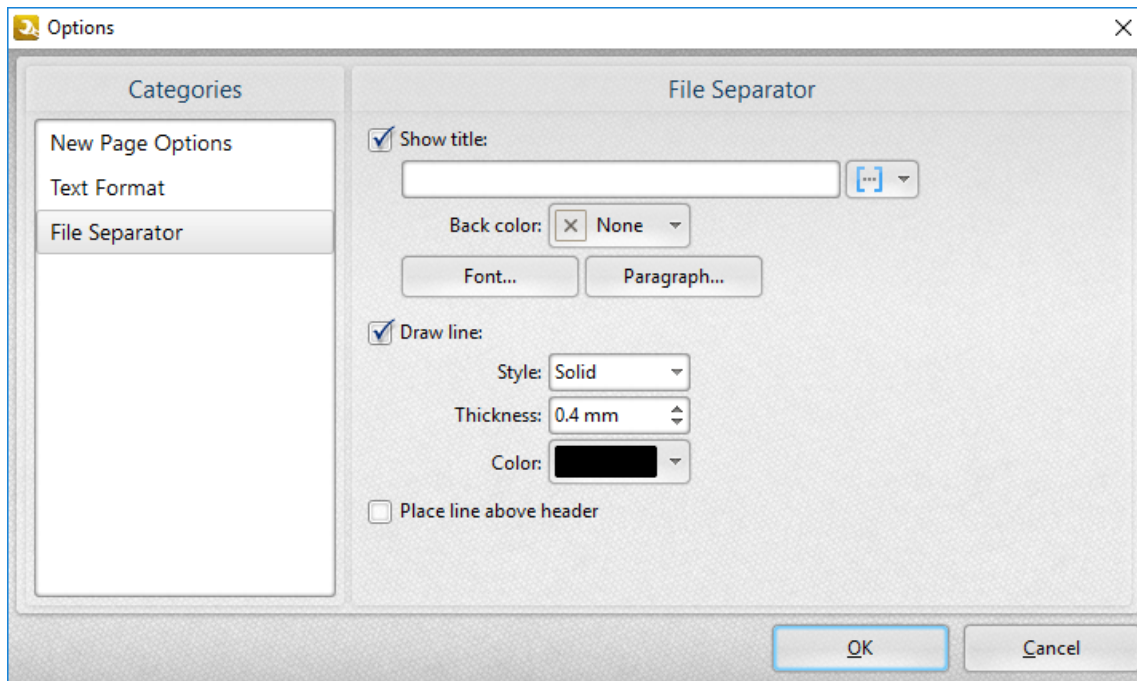 Options
Categories
File Separator
New Page Options
Text Format
File Separator
Show title:
Back color: None
Font... Paragraph...
Draw line:
Style: Solid
Thickness: 0.4 mm
Color:
Place line above header
OK Cancel